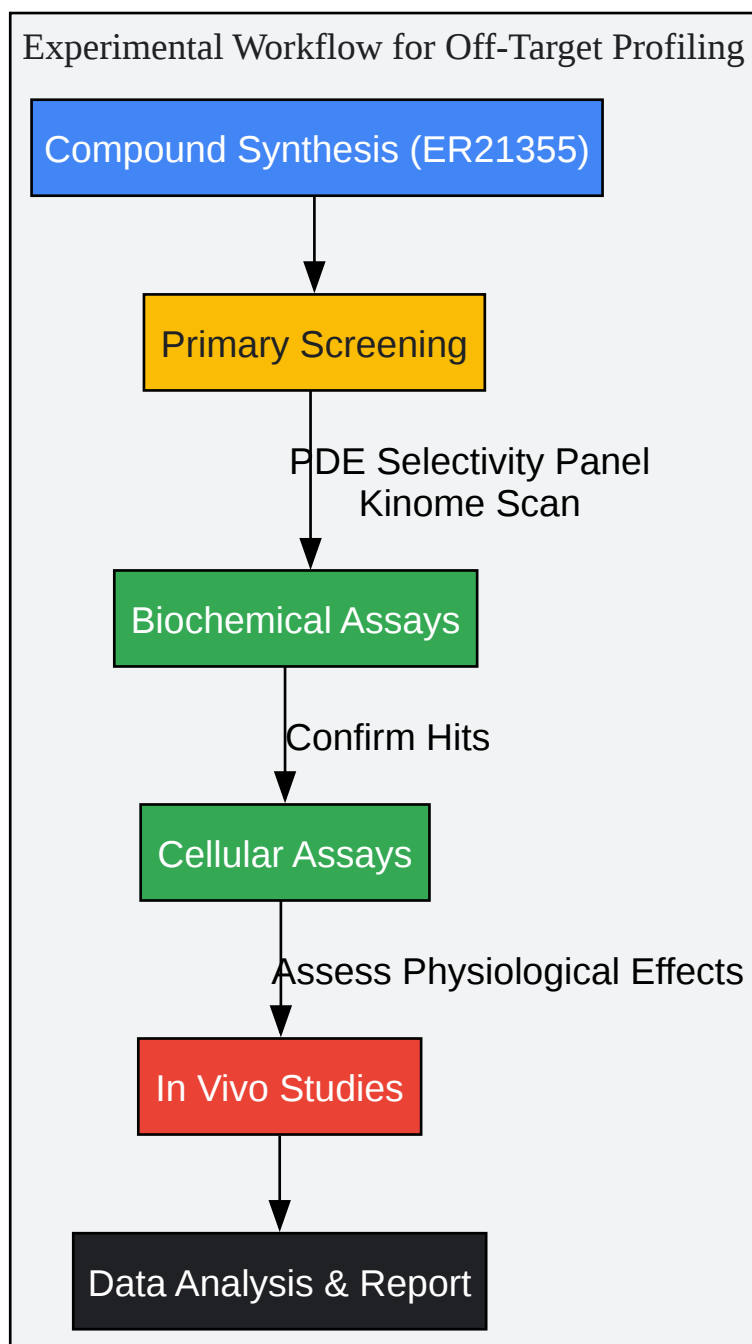 Experimental Workflow for Off-Target Profiling
Compound Synthesis (ER21355)
Primary Screening
PDE Selectivity Panel
Kinome Scan
Biochemical Assays
Confirm Hits
Cellular Assays
Assess Physiological Effects
In Vivo Studies
Data Analysis & Report